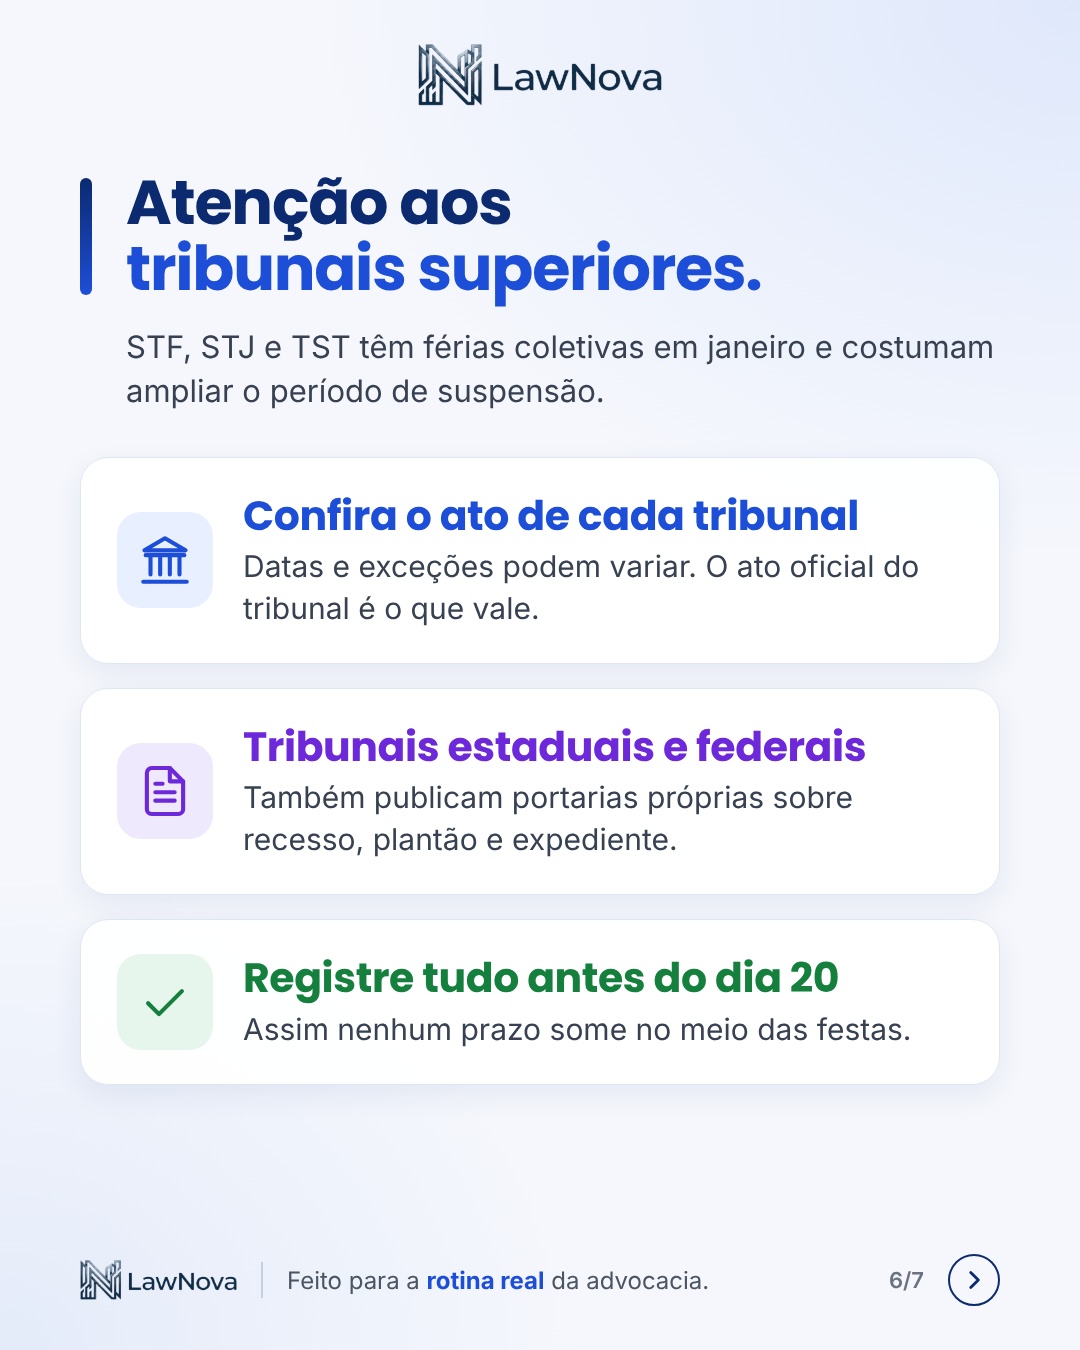 LawNova
Atenção aos
tribunais superiores.
STF, STJ e TST têm férias coletivas em janeiro e costumam
ampliar o período de suspensão.
Confira o ato de cada tribunal
Datas e exceções podem variar. O ato oficial do
tribunal é o que vale.
Tribunais estaduais e federais
Também publicam portarias próprias sobre
recesso, plantão e expediente.
Registre tudo antes do dia 20
Assim nenhum prazo some no meio das festas.
LawNova
Feito para a rotina real da advocacia.
6/7